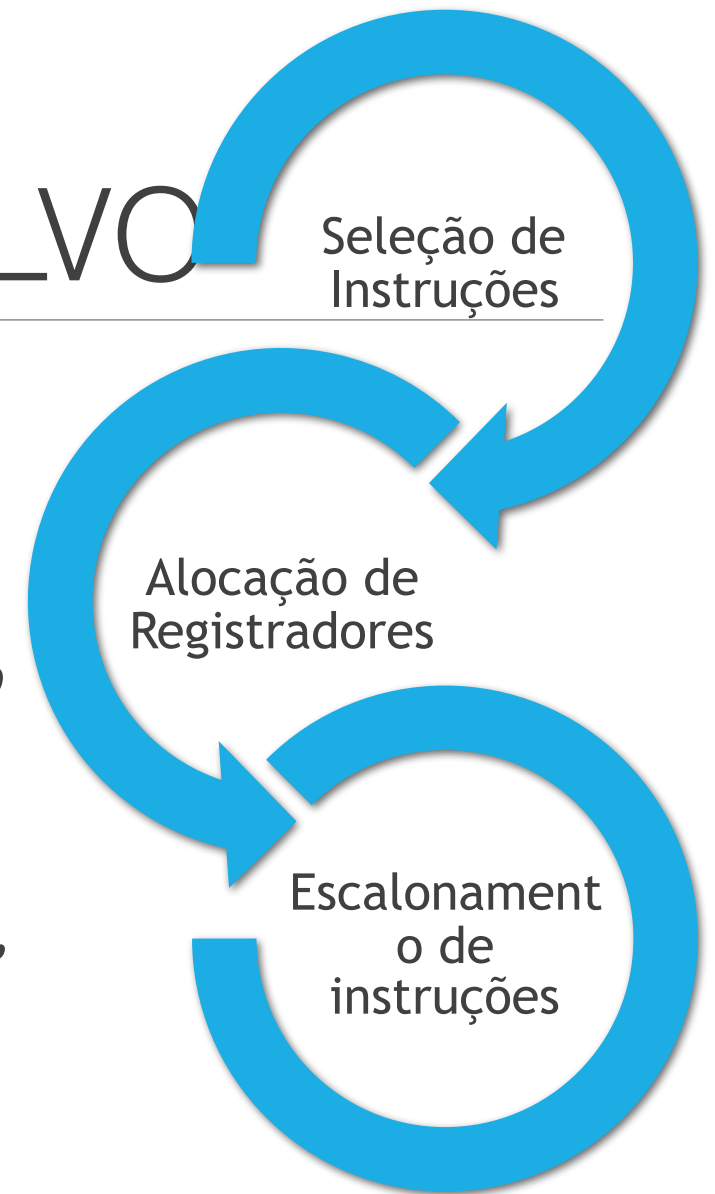 LVO
Seleção de
Instruções
Alocação de
Registradores
Escalonament
o de
instruções